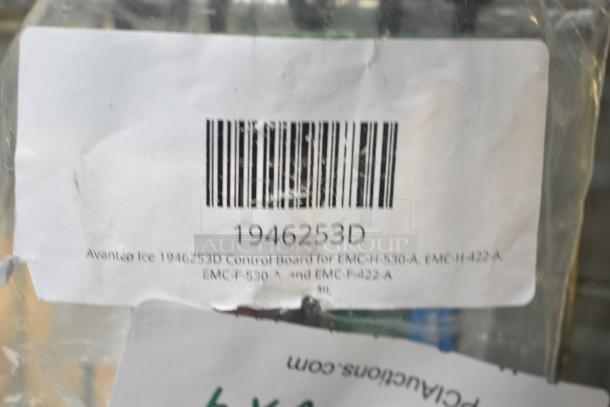 1946253D
Avantco Ice 1946253D Control Board for EMC-H-530-A, EMC-H-422-A,
EMC-F-530-A, and EMC-F-422-A
AUCTION GROUP
PCIAuctions.com